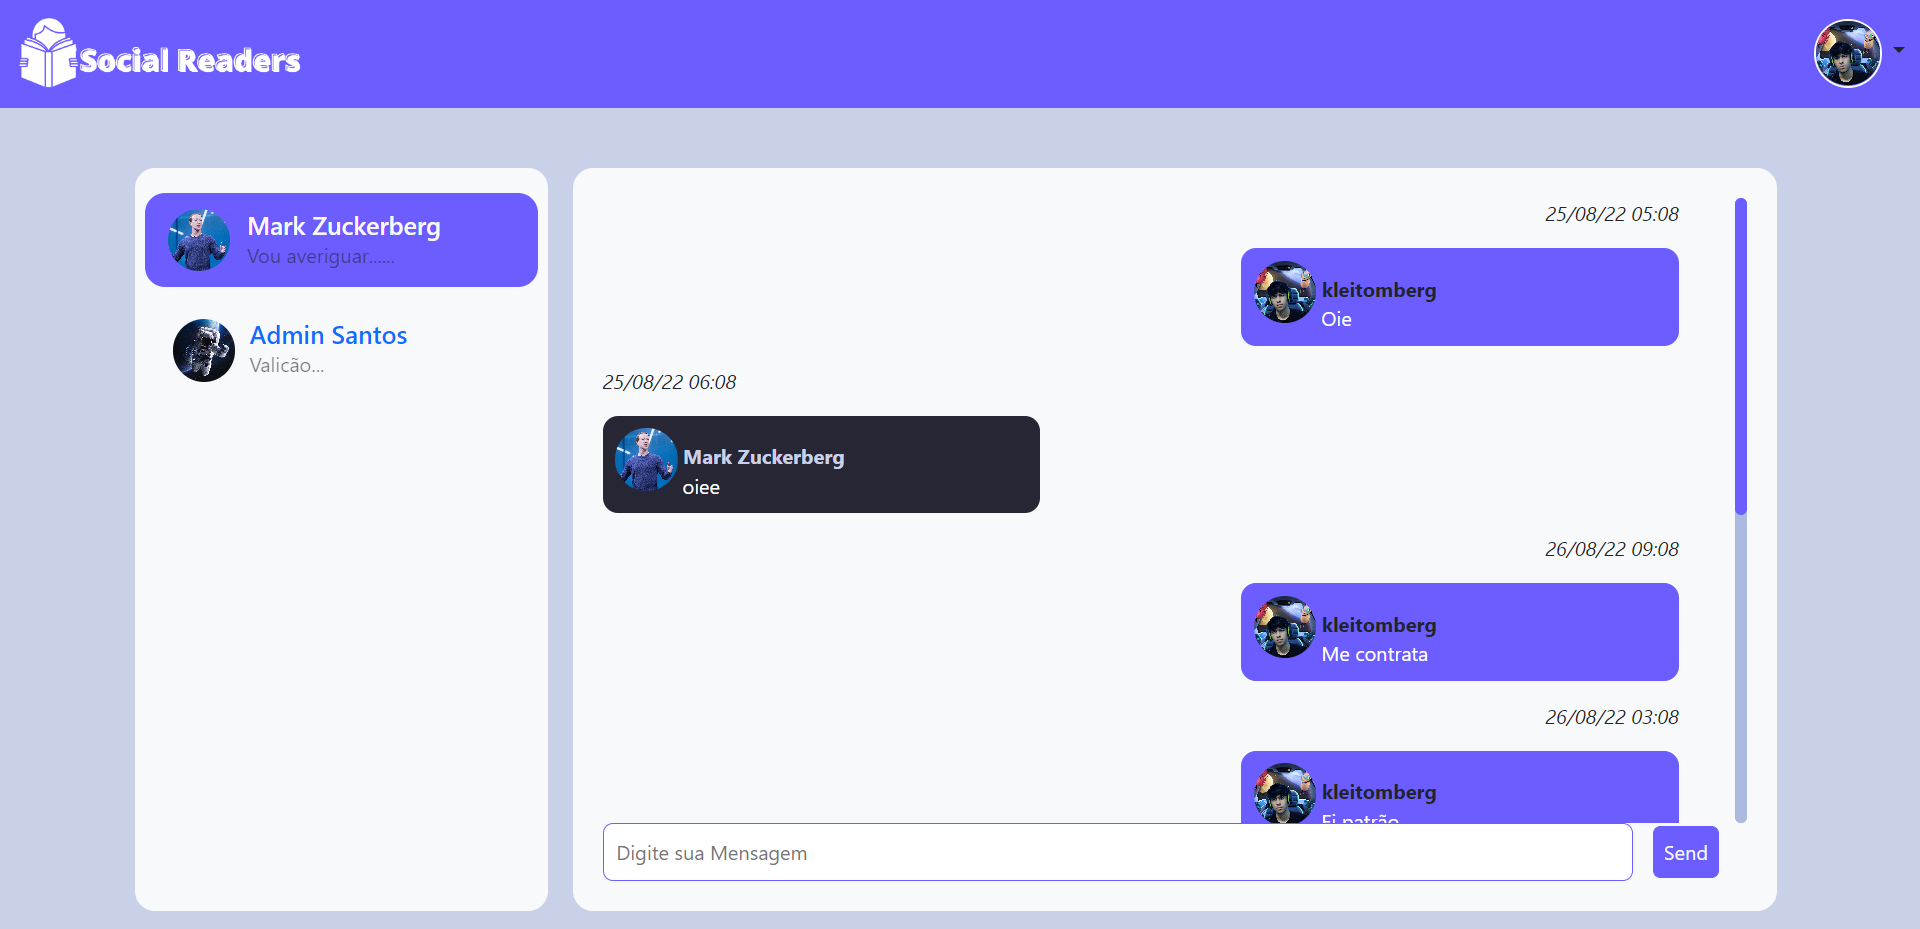 Social Readers
Mark Zuckerberg
Vou averiguar......
Admin Santos
Valicão...
25/08/22 05:08
kleitomberg
Oie
25/08/22 06:08
Mark Zuckerberg
oiee
26/08/22 09:08
kleitomberg
Me contrata
26/08/22 03:08
kleitomberg
Ei patrão
Digite sua Mensagem
Send